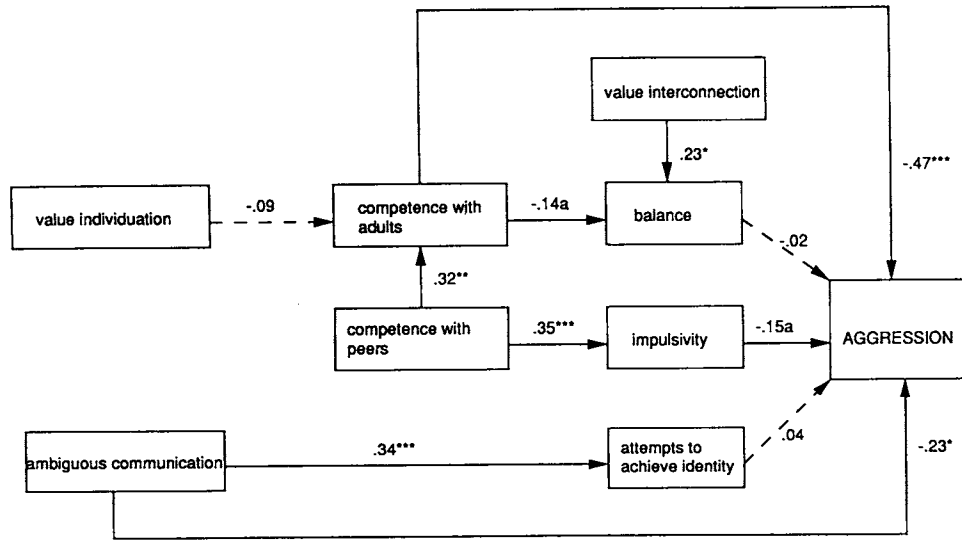 value interconnection
.23*
-.47***
value individuation
-.09
competence with
adults
-.14a
balance
-.02
.32**
competence with
peers
.35***
impulsivity
-.15a
AGGRESSION
ambiguous communication
.34***
attempts to
achieve identity
.04
-.23*